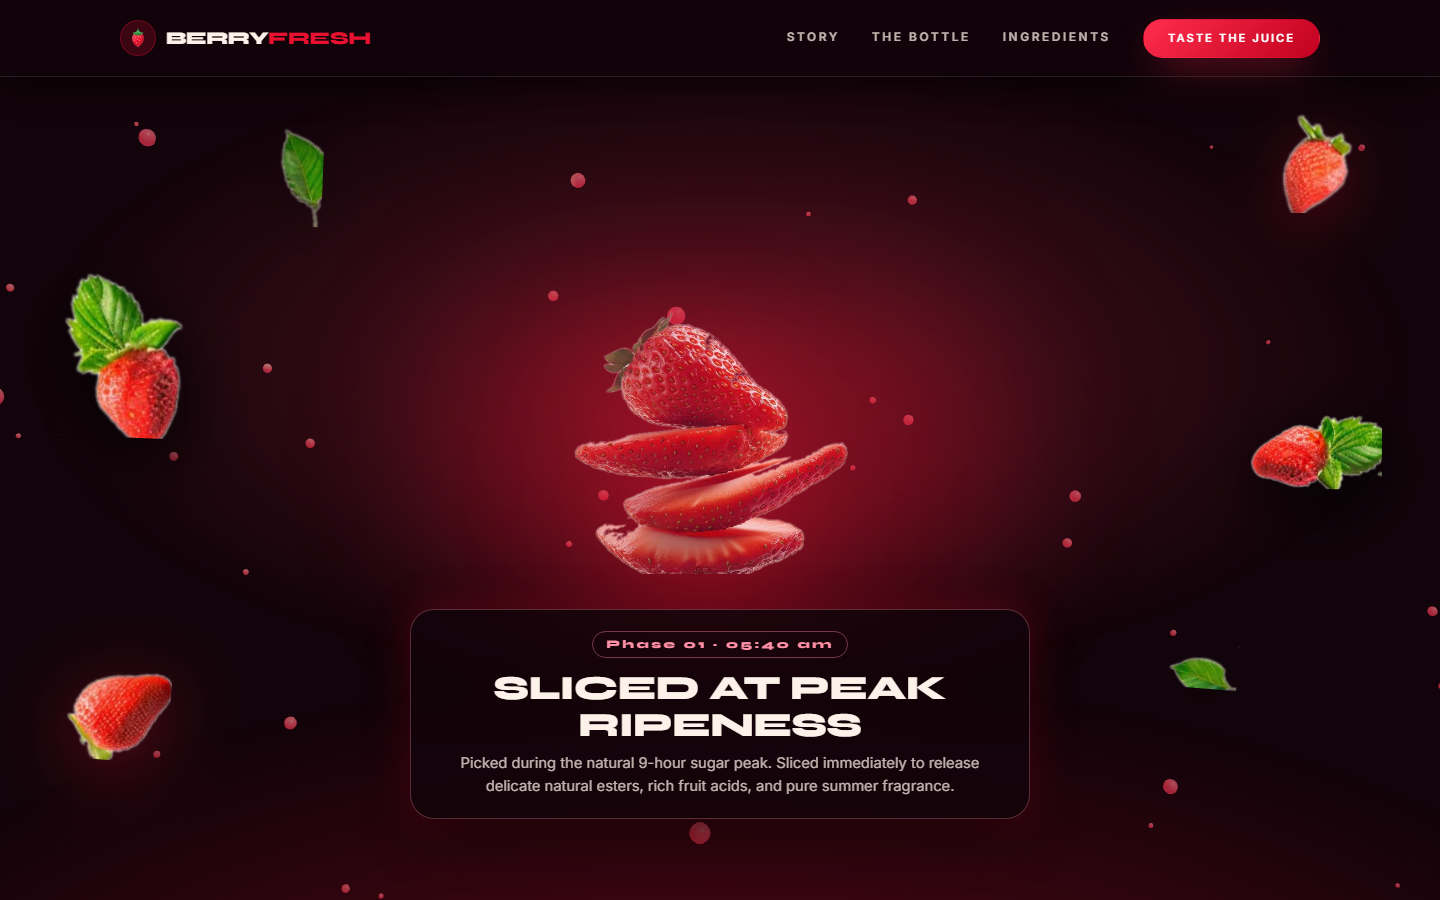 BERRYFRESH
STORY
THE BOTTLE
INGREDIENTS
TASTE THE JUICE
Phase 01 · 05:40 am
SLICED AT PEAK
RIPENESS
Picked during the natural 9-hour sugar peak. Sliced immediately to release
delicate natural esters, rich fruit acids, and pure summer fragrance.